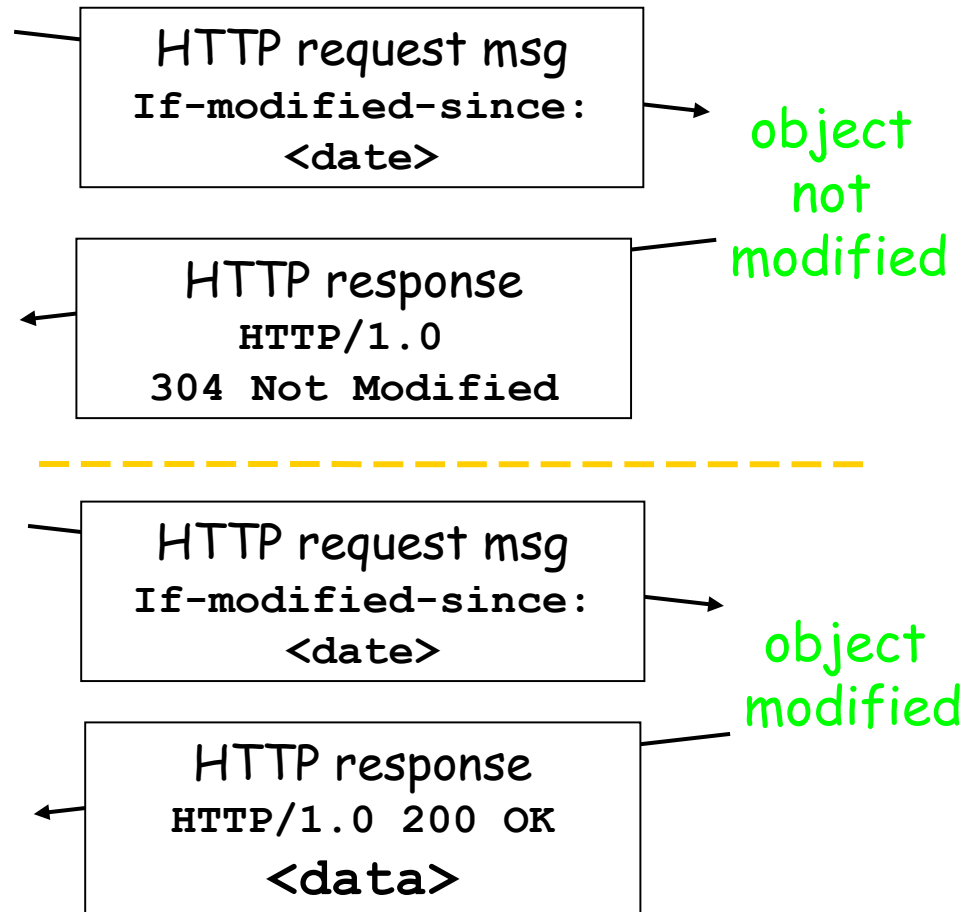 HTTP request msg
If-modified-since:
<date>
object
not
modified
HTTP response
HTTP/1.0
304 Not Modified
HTTP request msg
If-modified-since:
<date>
object
modified
HTTP response
HTTP/1.0 200 OK
<data>